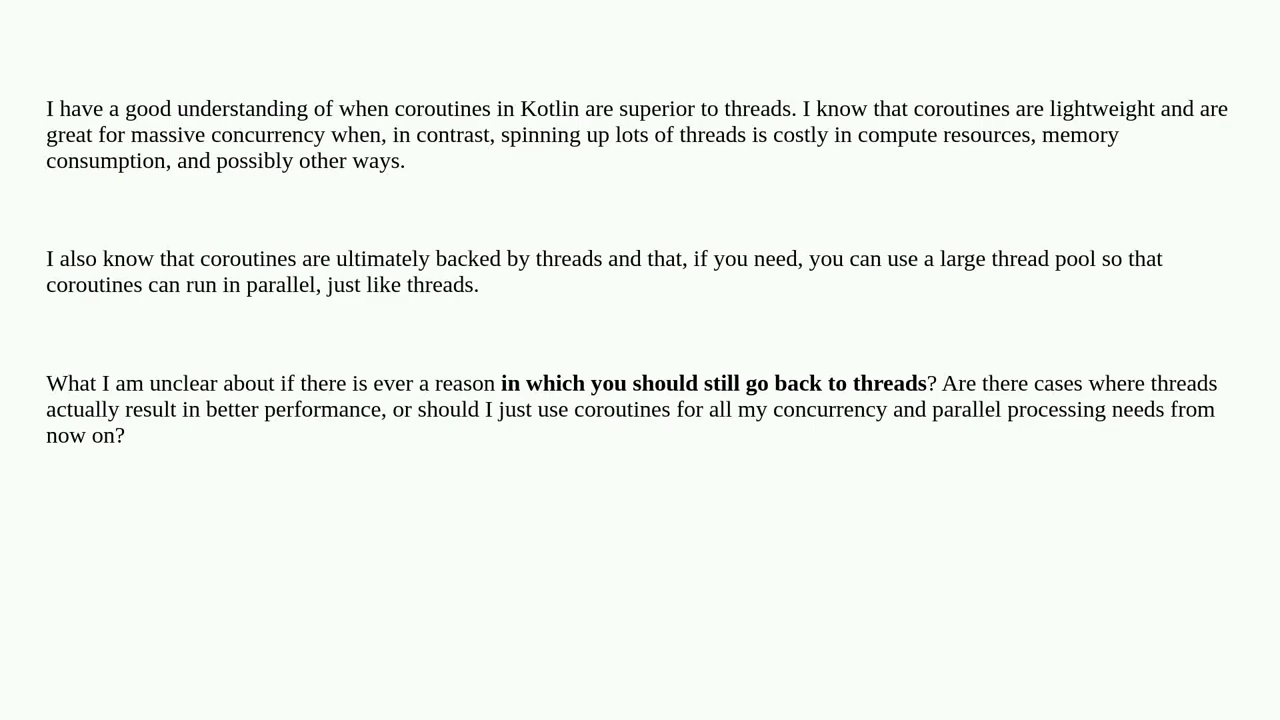 I have a good understanding of when coroutines in Kotlin are superior to threads. I know that coroutines are lightweight and are
great for massive concurrency when, in contrast, spinning up lots of threads is costly in compute resources, memory
consumption, and possibly other ways.
I also know that coroutines are ultimately backed by threads and that, if you need, you can use a large thread pool so that
coroutines can run in parallel, just like threads.
What I am unclear about if there is ever a reason in which you should still go back to threads? Are there cases where threads
actually result in better performance, or should I just use coroutines for all my concurrency and parallel processing needs from
now on?